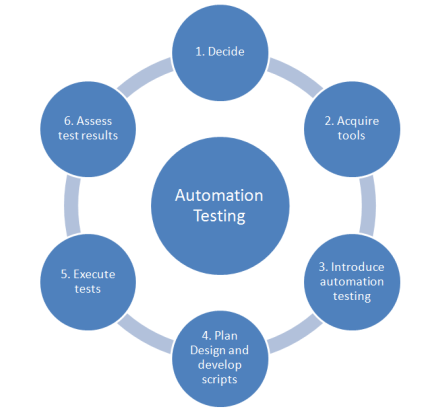 1. Decide
2. Acquire
tools
3. Introduce
automation
testing
4. Plan
Design and
develop
scripts
5. Execute
tests
6. Assess
test results
Automation
Testing